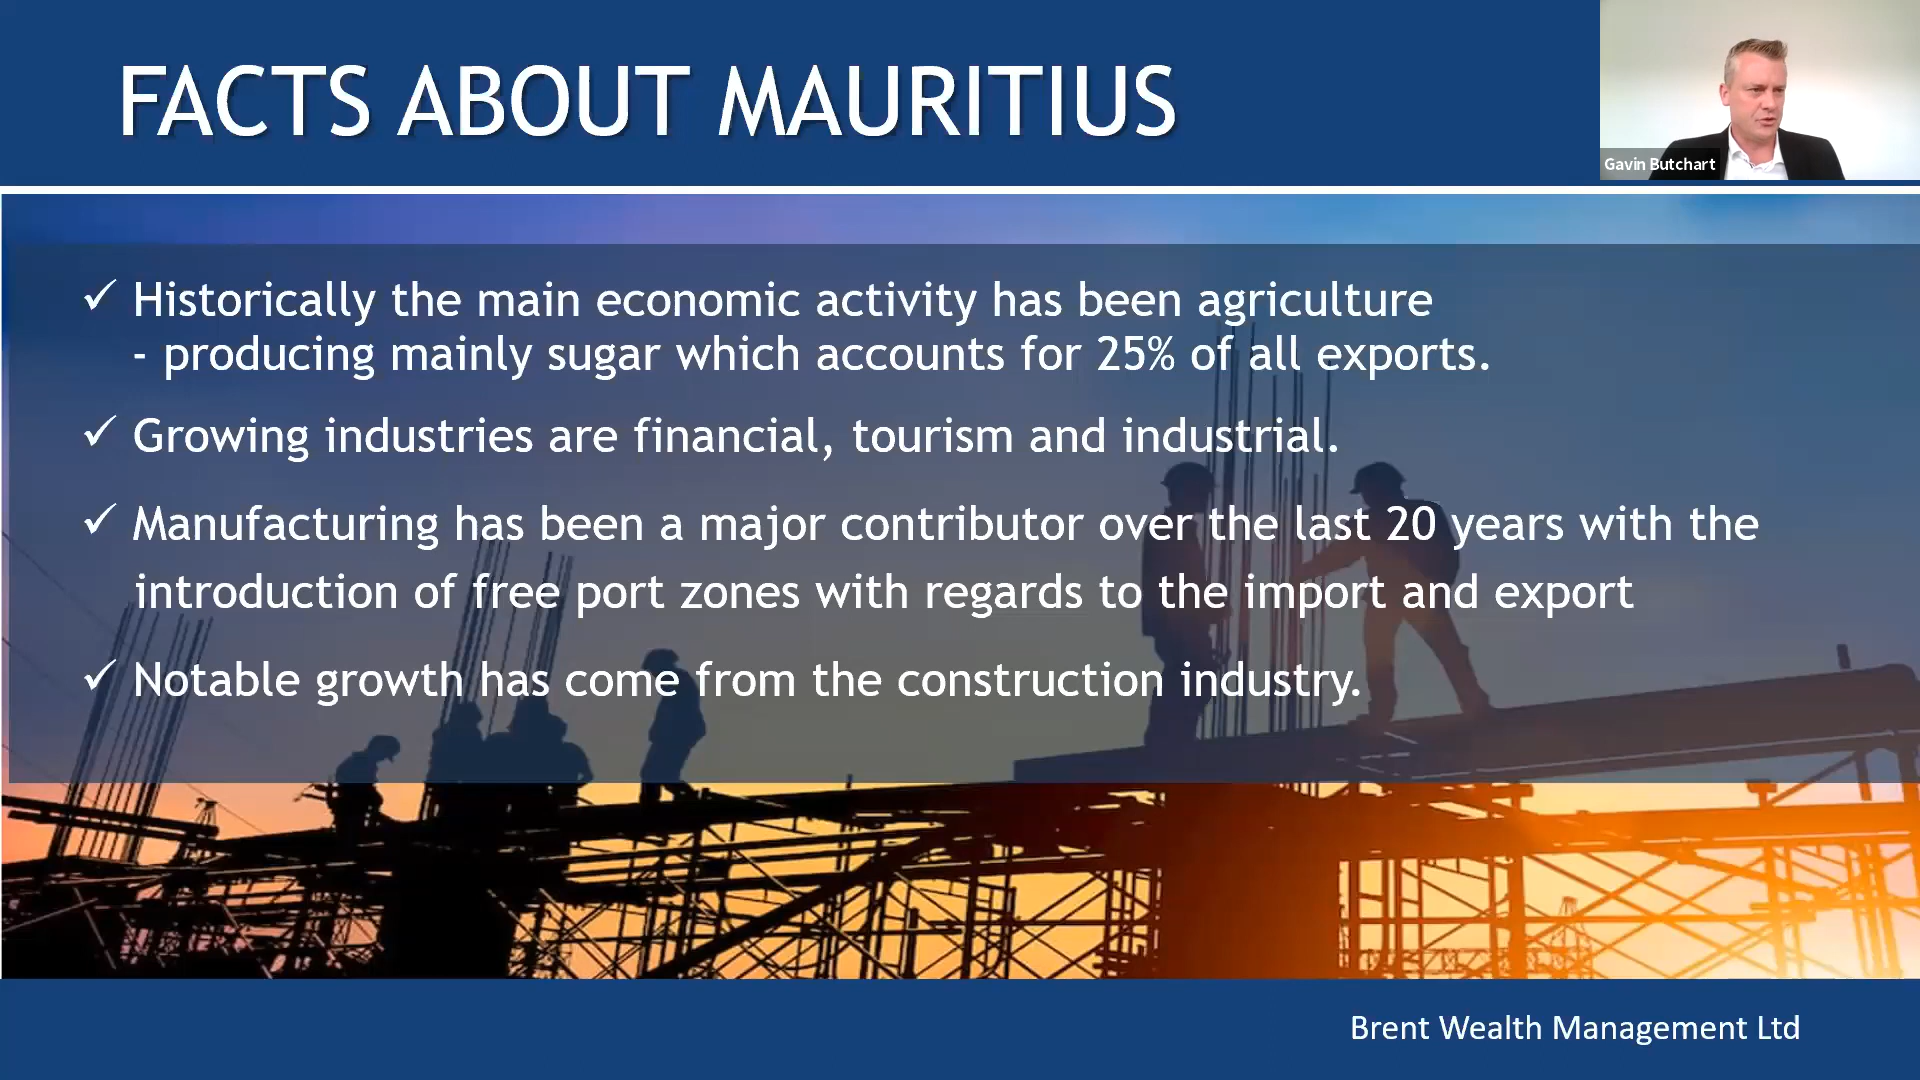 FACTS ABOUT MAURITIUS
Gavin Butchart
✓ Historically the main economic activity has been agriculture
- producing mainly sugar which accounts for 25% of all exports.
✓ Growing industries are financial, tourism and industrial.
✓ Manufacturing has been a major contributor over the last 20 years with the
introduction of free port zones with regards to the import and export
✓ Notable growth has come from the construction industry.
Brent Wealth Management Ltd